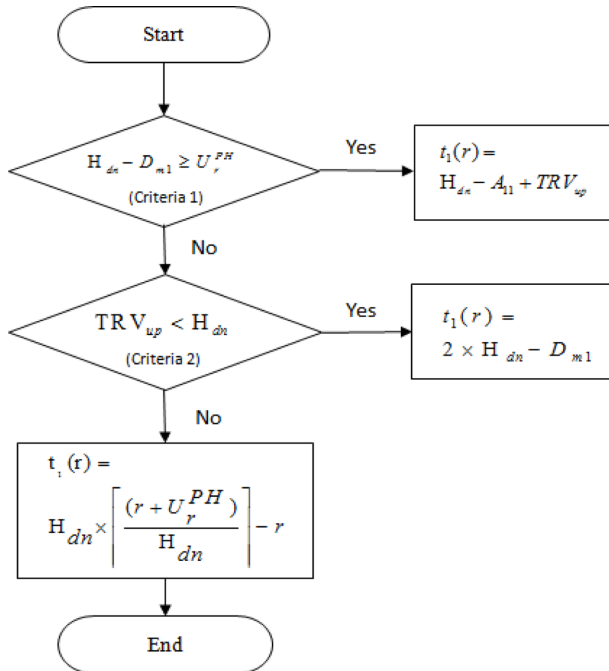 Start
H_dn − D_m1 ≥ U_r^PH
(Criteria 1)
Yes
t_1(r) =
H_dn − A_11 + TRV_up
No
TRV_up < H_dn
(Criteria 2)
Yes
t_1(r) =
2 × H_dn − D_m1
No
t_1(r) =
H_dn × ⌈(r + U_r^PH) / H_dn⌉ − r
End